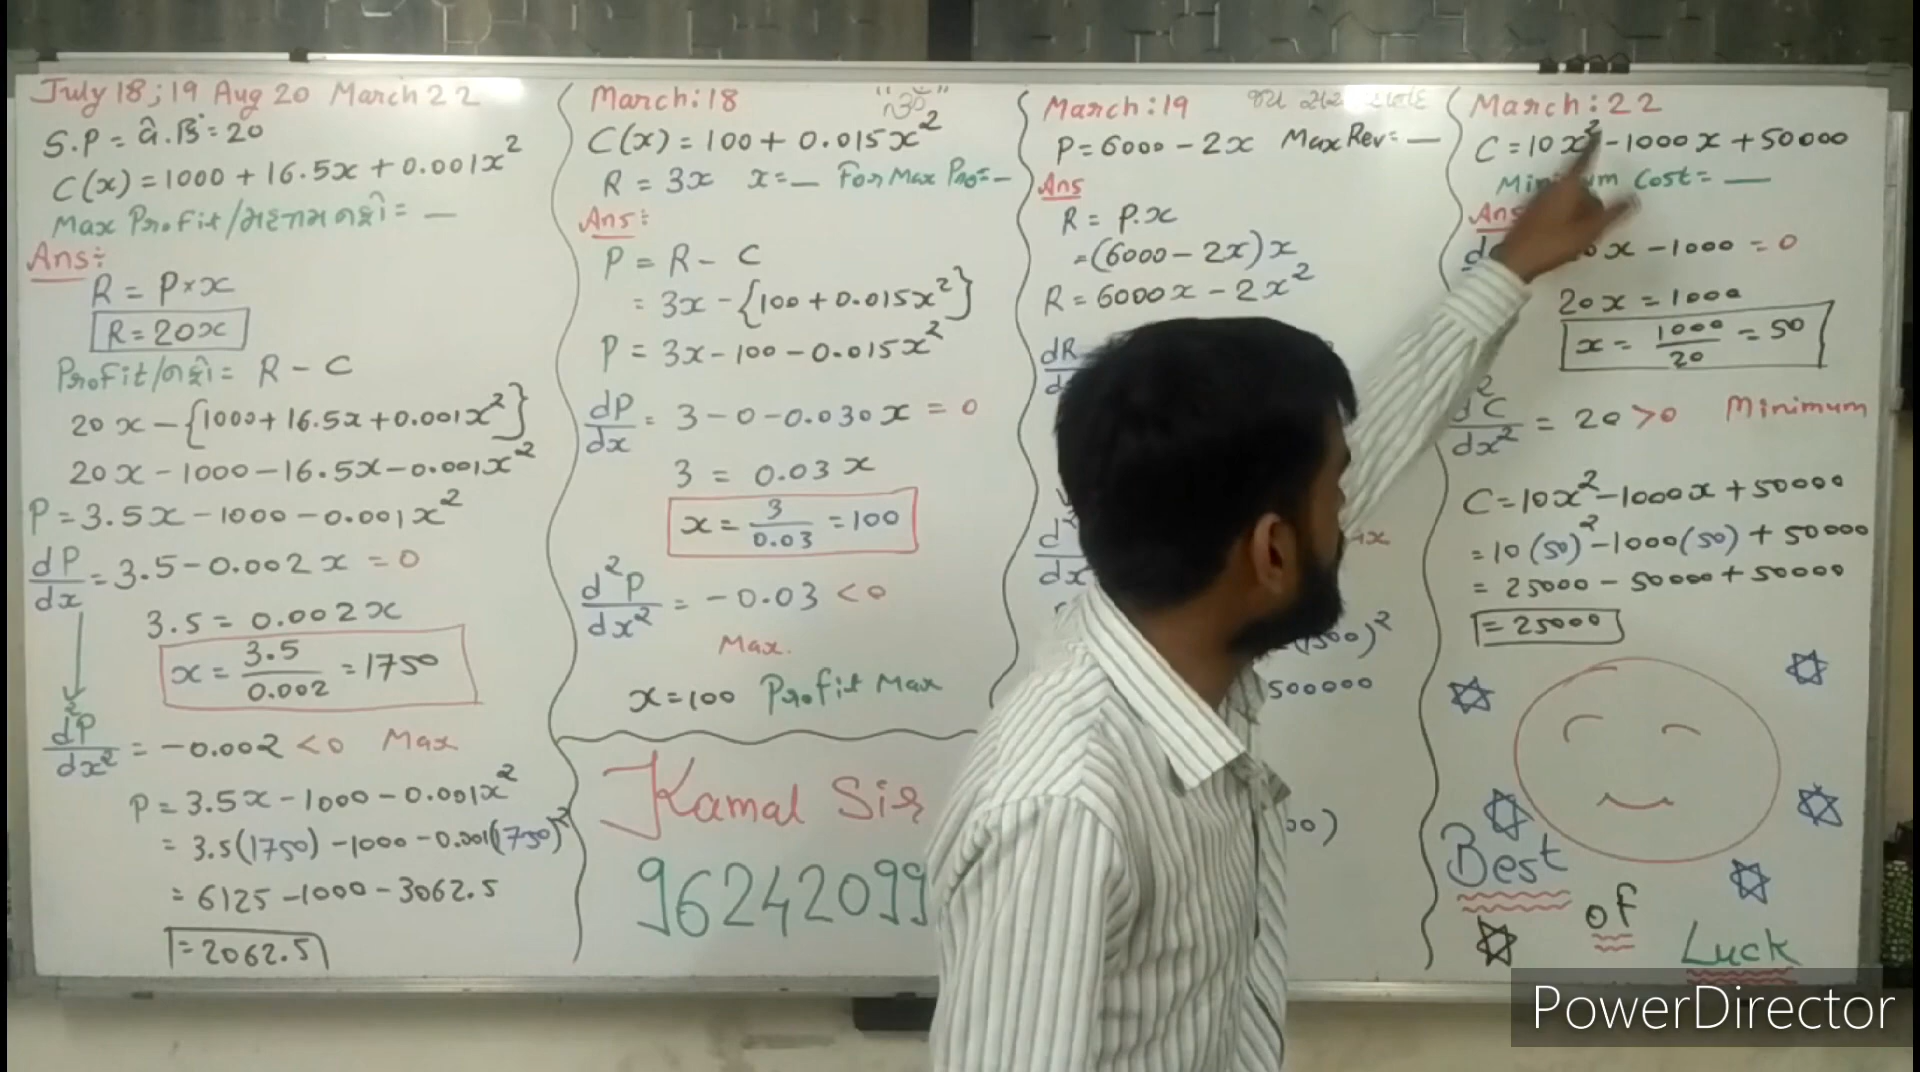 July 18; 19 Aug 20 March 22
S.P = વે.કિં = 20
C(x) = 1000 + 16.5x + 0.001x²
Max Profit/મહત્તમ નફો = —
Ans:
R = P×x
R = 20x
Profit/નફો = R - C
20x - {1000 + 16.5x + 0.001x²}
20x - 1000 - 16.5x - 0.001x²
P = 3.5x - 1000 - 0.001x²
dP/dx = 3.5 - 0.002x = 0
3.5 = 0.002x
x = 3.5/0.002 = 1750
d²P/dx² = -0.002 < 0 Max
P = 3.5x - 1000 - 0.001x²
= 3.5(1750) - 1000 - 0.001(1750)²
= 6125 - 1000 - 3062.5
= 2062.5
March: 18
C(x) = 100 + 0.015x²
R = 3x x = — For Max Pro = —
Ans:
P = R - C
= 3x - {100 + 0.015x²}
P = 3x - 100 - 0.015x²
dP/dx = 3 - 0 - 0.030x = 0
3 = 0.03x
x = 3/0.03 = 100
d²P/dx² = -0.03 < 0
Max.
x = 100 Profit Max
Kamal Sir
96242099
March: 19
P = 6000 - 2x Max Rev = —
Ans
R = P.x
= (6000 - 2x)x
R = 6000x - 2x²
dR
500000
March: 22
C = 10x² - 1000x + 50000
Cost = —
Ans
x - 1000 = 0
20x = 1000
x = 1000/20 = 50
d²C/dx² = 20 > 0 Minimum
C = 10x² - 1000x + 50000
= 10(50)² - 1000(50) + 50000
= 25000 - 50000 + 50000
= 25000
Best
of
Luck
PowerDirector